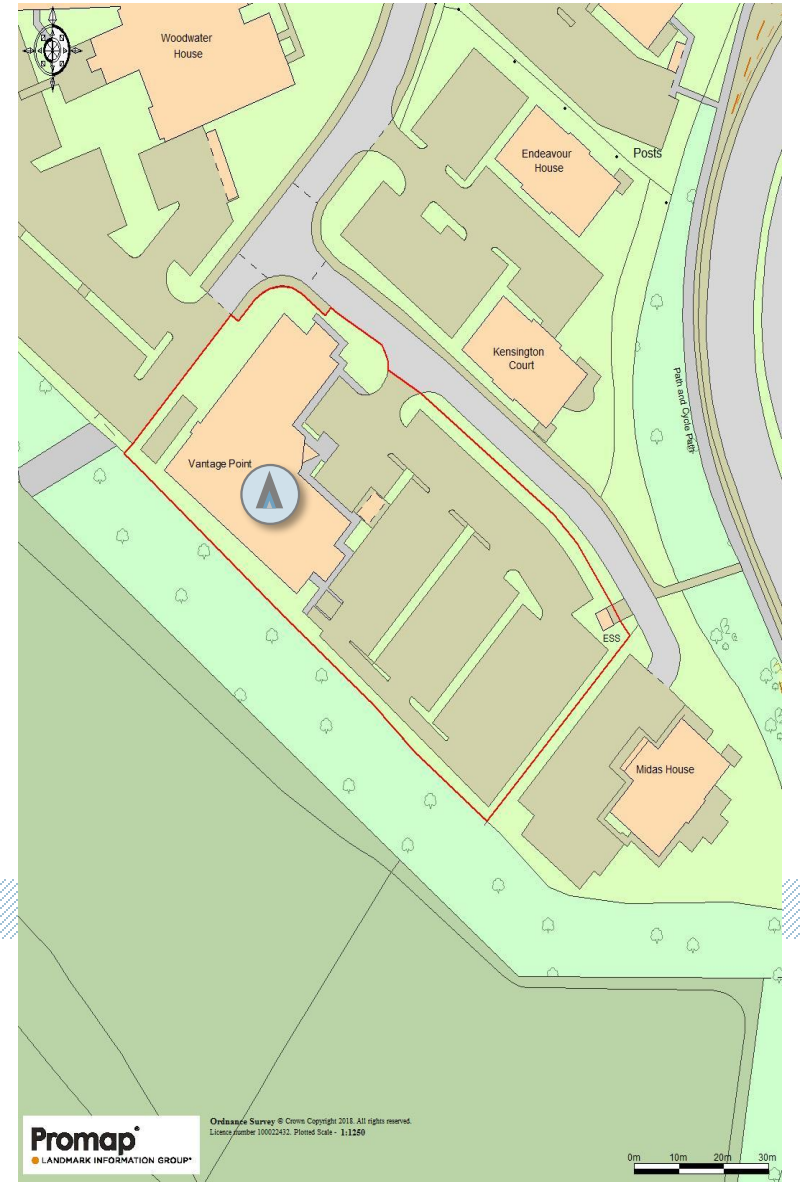 Woodwater
House
Endeavour
House
Posts
Kensington
Court
Path and Cycle Path
Vantage Point
ESS
Midas House
Promap®
LANDMARK INFORMATION GROUP®
Ordnance Survey © Crown Copyright 2018. All rights reserved.
Licence number 100022432. Plotted Scale - 1:1250
0m 10m 20m 30m